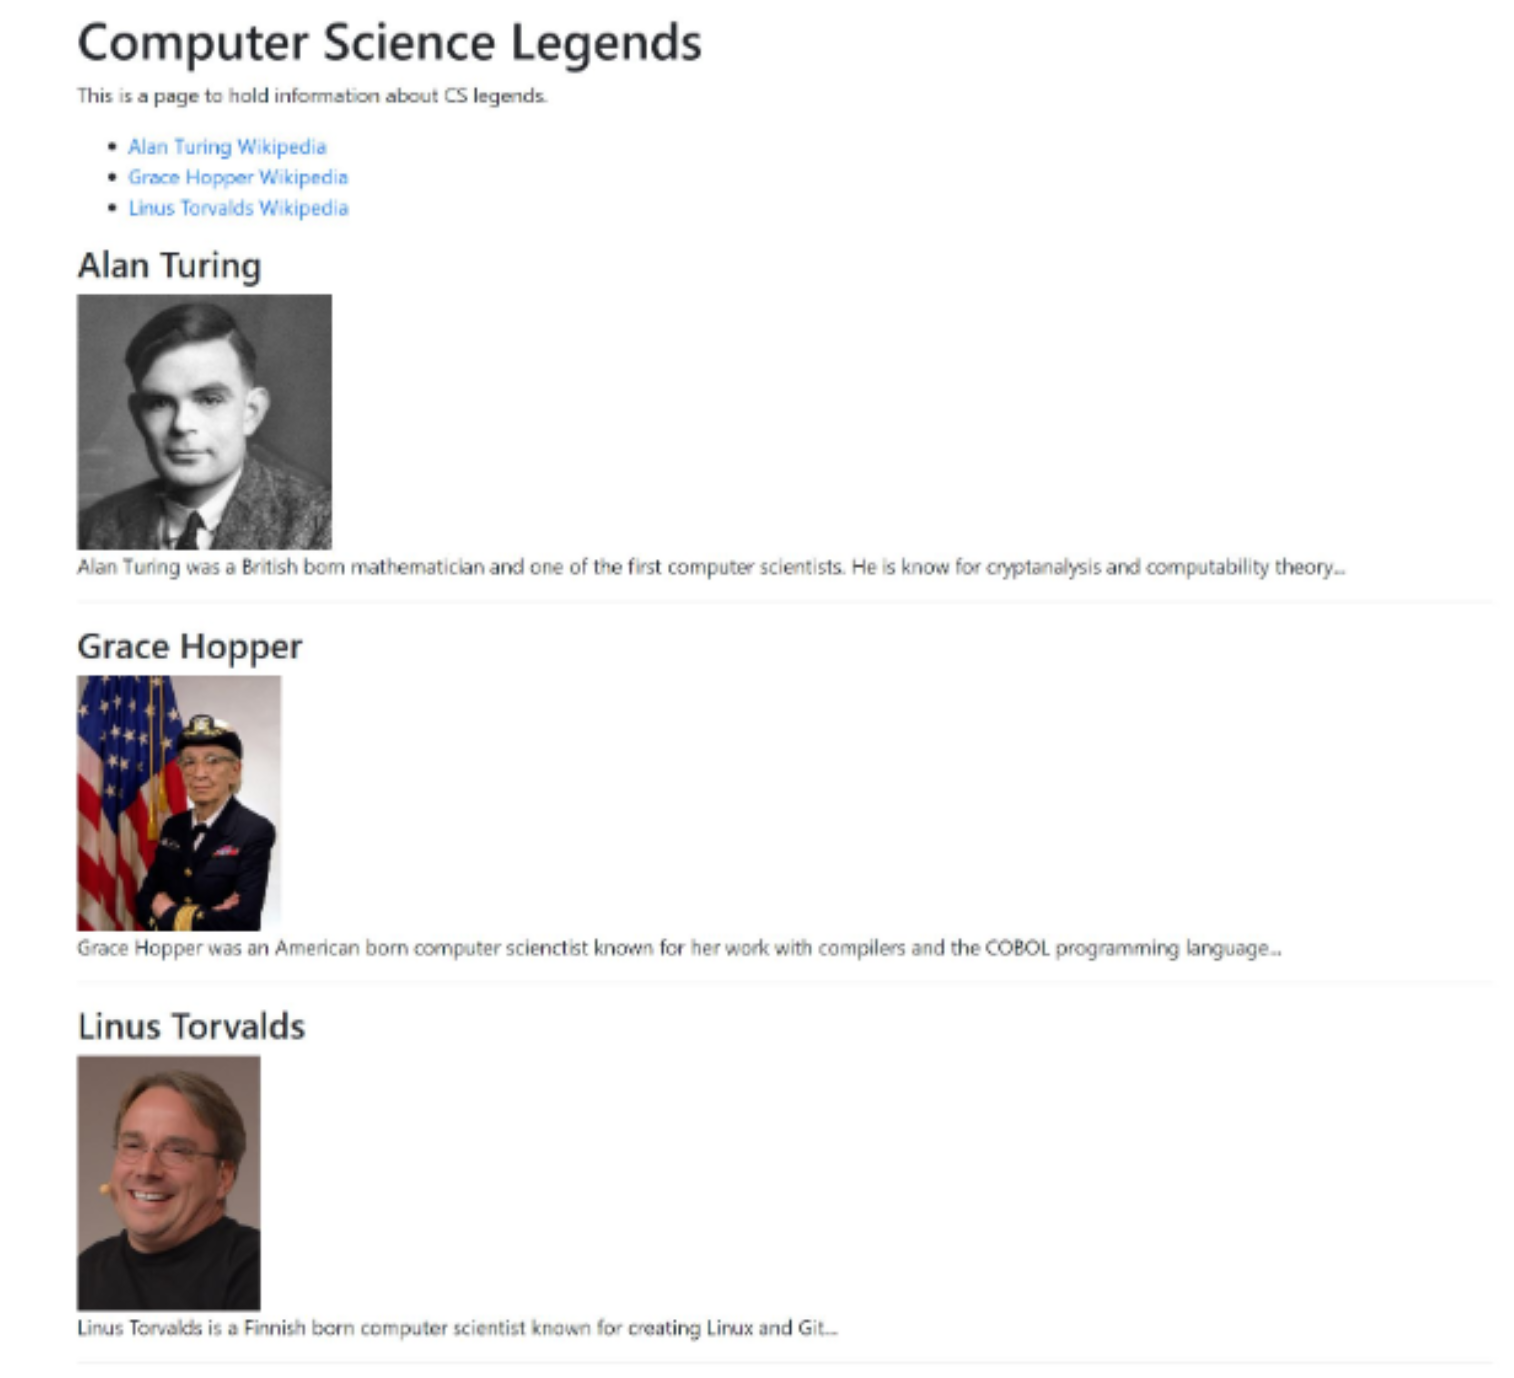 Computer Science Legends
This is a page to hold information about CS legends.
Alan Turing Wikipedia
Grace Hopper Wikipedia
Linus Torvalds Wikipedia
Alan Turing
Alan Turing was a British born mathematician and one of the first computer scientists. He is know for cryptanalysis and computability theory...
Grace Hopper
Grace Hopper was an American born computer scienctist known for her work with compilers and the COBOL programming language...
Linus Torvalds
Linus Torvalds is a Finnish born computer scientist known for creating Linux and Git...